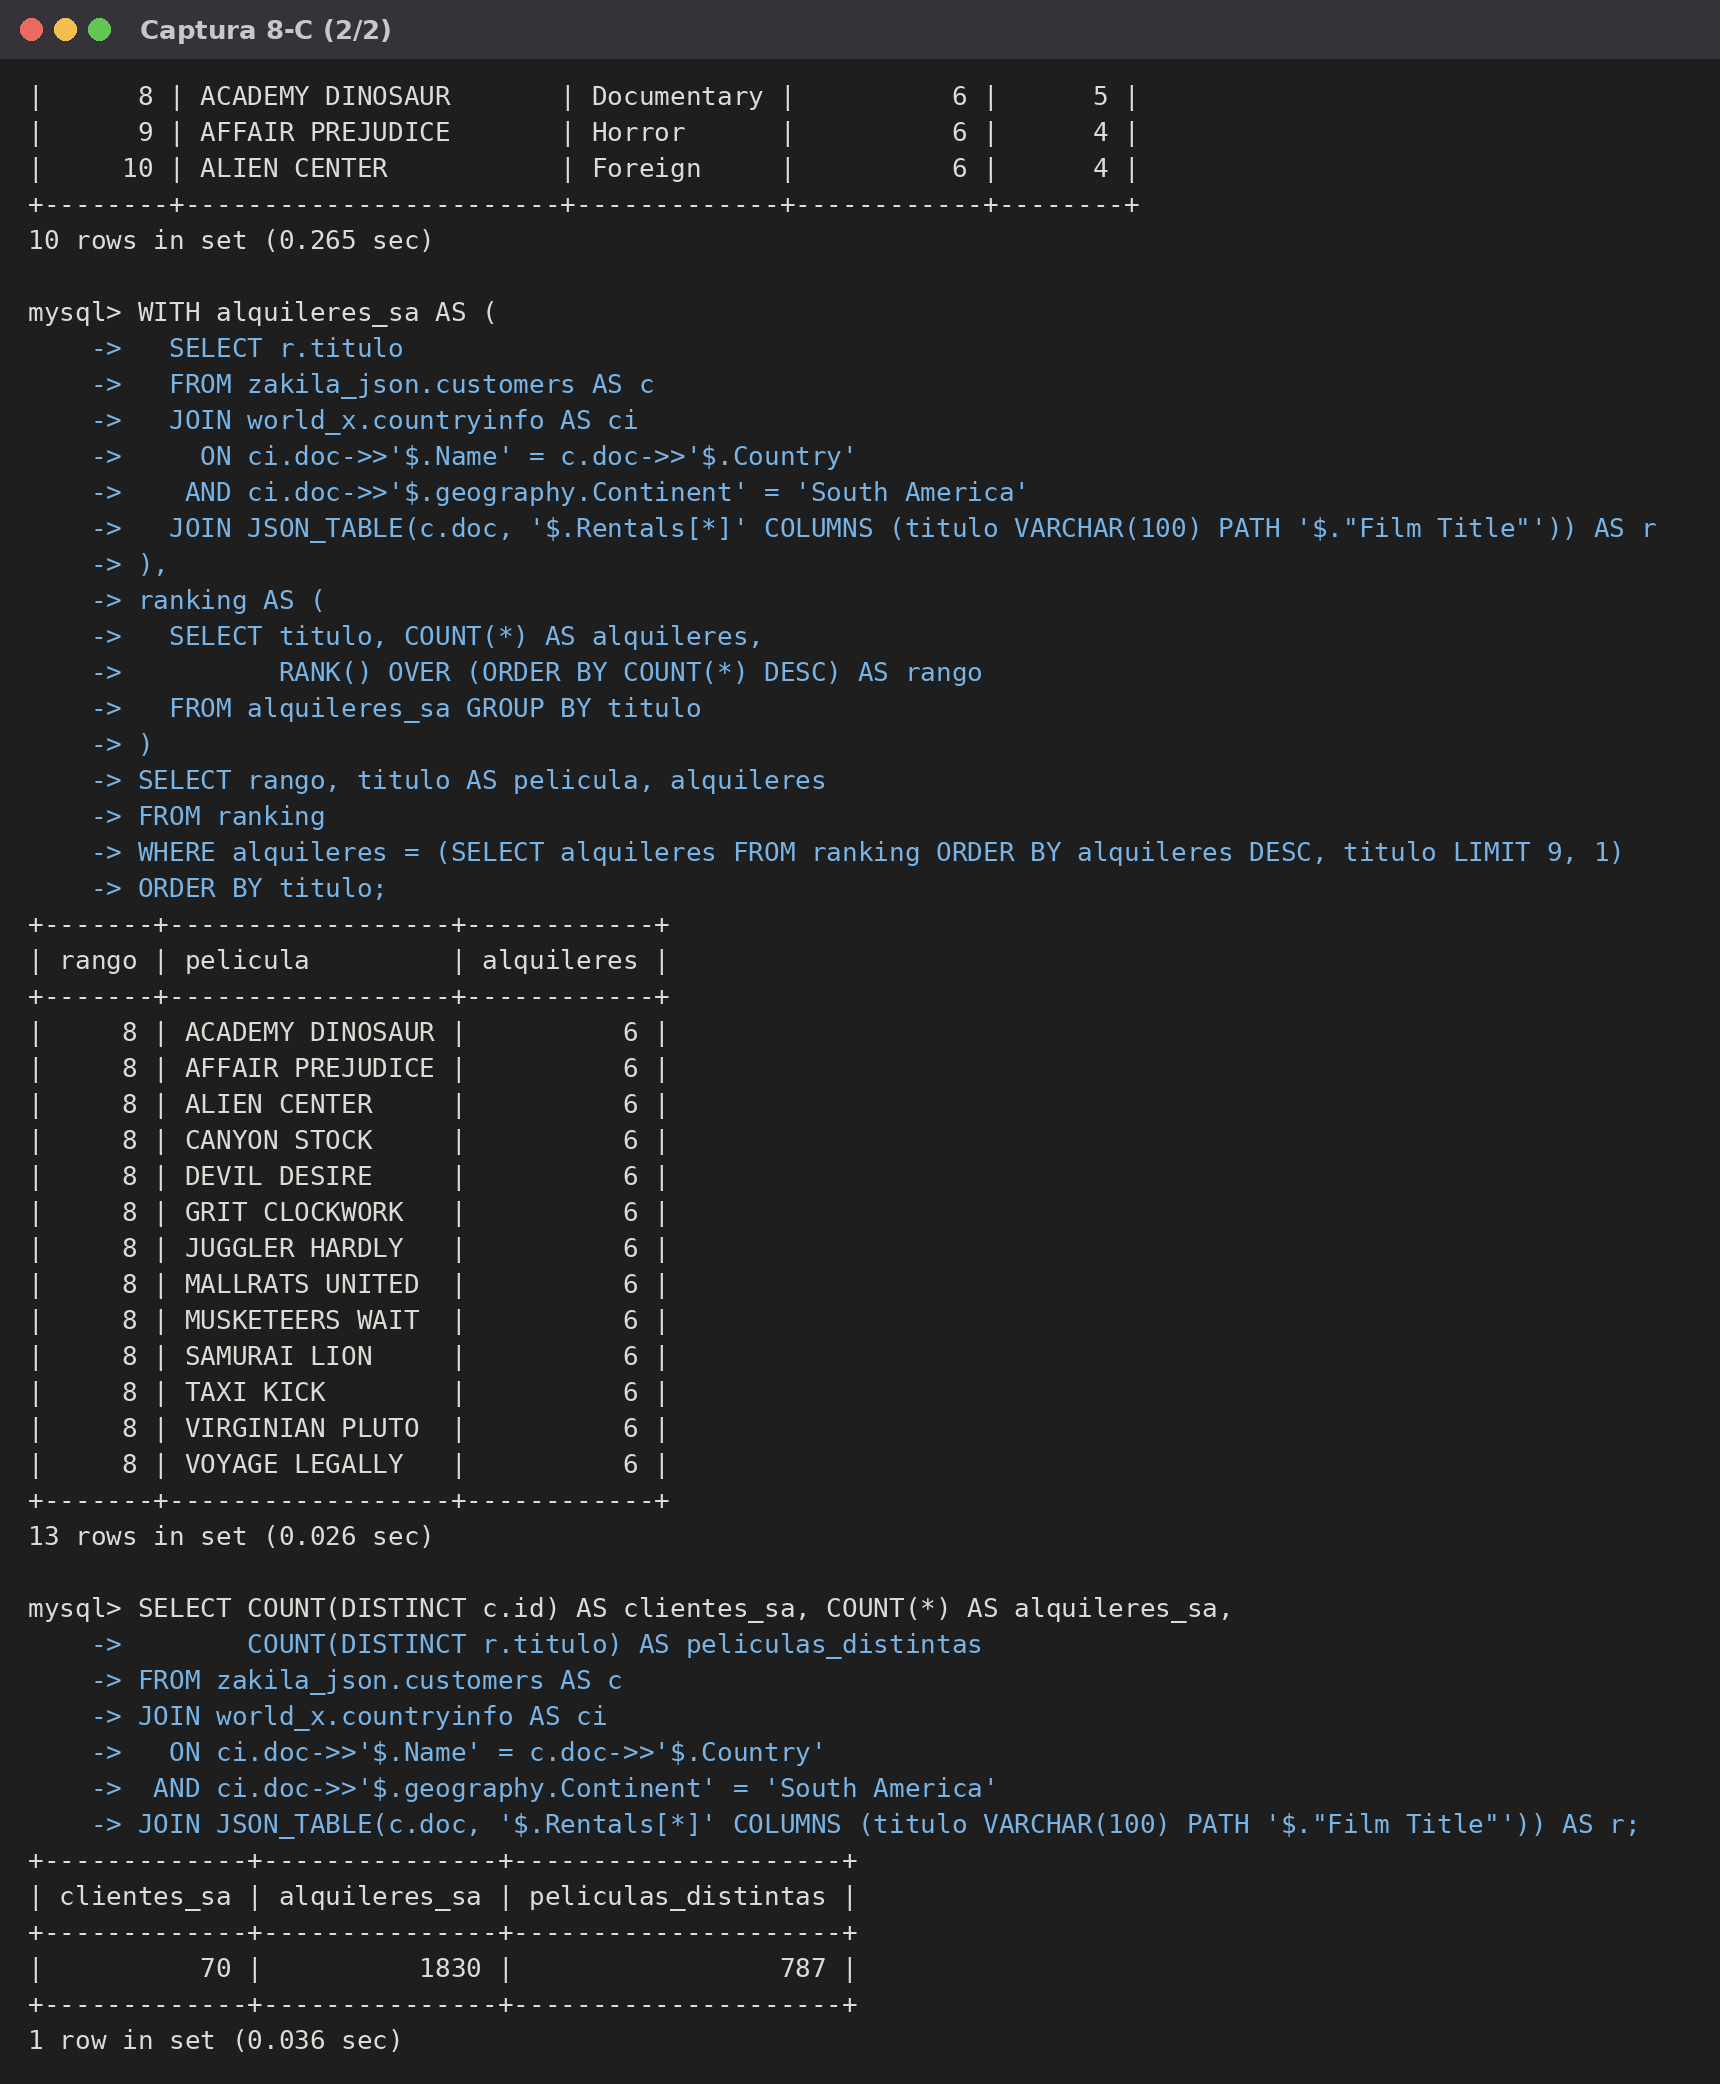 Captura 8-C (2/2)
|      8 | ACADEMY DINOSAUR       | Documentary |          6 |      5 |
|      9 | AFFAIR PREJUDICE       | Horror      |          6 |      4 |
|     10 | ALIEN CENTER           | Foreign     |          6 |      4 |
+--------+------------------------+-------------+------------+--------+
10 rows in set (0.265 sec)

mysql> WITH alquileres_sa AS (
    ->   SELECT r.titulo
    ->   FROM zakila_json.customers AS c
    ->   JOIN world_x.countryinfo AS ci
    ->     ON ci.doc->>'$.Name' = c.doc->>'$.Country'
    ->    AND ci.doc->>'$.geography.Continent' = 'South America'
    ->   JOIN JSON_TABLE(c.doc, '$.Rentals[*]' COLUMNS (titulo VARCHAR(100) PATH '$."Film Title"')) AS r
    -> ),
    -> ranking AS (
    ->   SELECT titulo, COUNT(*) AS alquileres,
    ->          RANK() OVER (ORDER BY COUNT(*) DESC) AS rango
    ->   FROM alquileres_sa GROUP BY titulo
    -> )
    -> SELECT rango, titulo AS pelicula, alquileres
    -> FROM ranking
    -> WHERE alquileres = (SELECT alquileres FROM ranking ORDER BY alquileres DESC, titulo LIMIT 9, 1)
    -> ORDER BY titulo;
+-------+------------------+------------+
| rango | pelicula         | alquileres |
+-------+------------------+------------+
|     8 | ACADEMY DINOSAUR |          6 |
|     8 | AFFAIR PREJUDICE |          6 |
|     8 | ALIEN CENTER     |          6 |
|     8 | CANYON STOCK     |          6 |
|     8 | DEVIL DESIRE     |          6 |
|     8 | GRIT CLOCKWORK   |          6 |
|     8 | JUGGLER HARDLY   |          6 |
|     8 | MALLRATS UNITED  |          6 |
|     8 | MUSKETEERS WAIT  |          6 |
|     8 | SAMURAI LION     |          6 |
|     8 | TAXI KICK        |          6 |
|     8 | VIRGINIAN PLUTO  |          6 |
|     8 | VOYAGE LEGALLY   |          6 |
+-------+------------------+------------+
13 rows in set (0.026 sec)

mysql> SELECT COUNT(DISTINCT c.id) AS clientes_sa, COUNT(*) AS alquileres_sa,
    ->        COUNT(DISTINCT r.titulo) AS peliculas_distintas
    -> FROM zakila_json.customers AS c
    -> JOIN world_x.countryinfo AS ci
    ->   ON ci.doc->>'$.Name' = c.doc->>'$.Country'
    ->  AND ci.doc->>'$.geography.Continent' = 'South America'
    -> JOIN JSON_TABLE(c.doc, '$.Rentals[*]' COLUMNS (titulo VARCHAR(100) PATH '$."Film Title"')) AS r;
+-------------+---------------+---------------------+
| clientes_sa | alquileres_sa | peliculas_distintas |
+-------------+---------------+---------------------+
|          70 |          1830 |                 787 |
+-------------+---------------+---------------------+
1 row in set (0.036 sec)